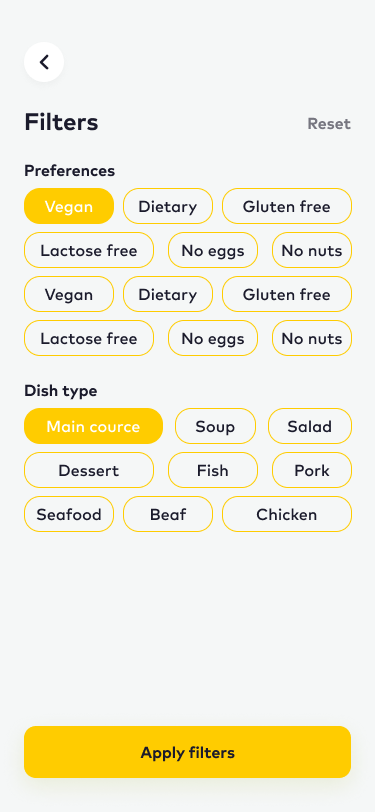 Filters Reset
Preferences
Vegan Dietary Gluten free
Lactose free No eggs No nuts
Vegan Dietary Gluten free
Lactose free No eggs No nuts
Dish type
Main cource Soup Salad
Dessert Fish Pork
Seafood Beaf Chicken
Apply filters